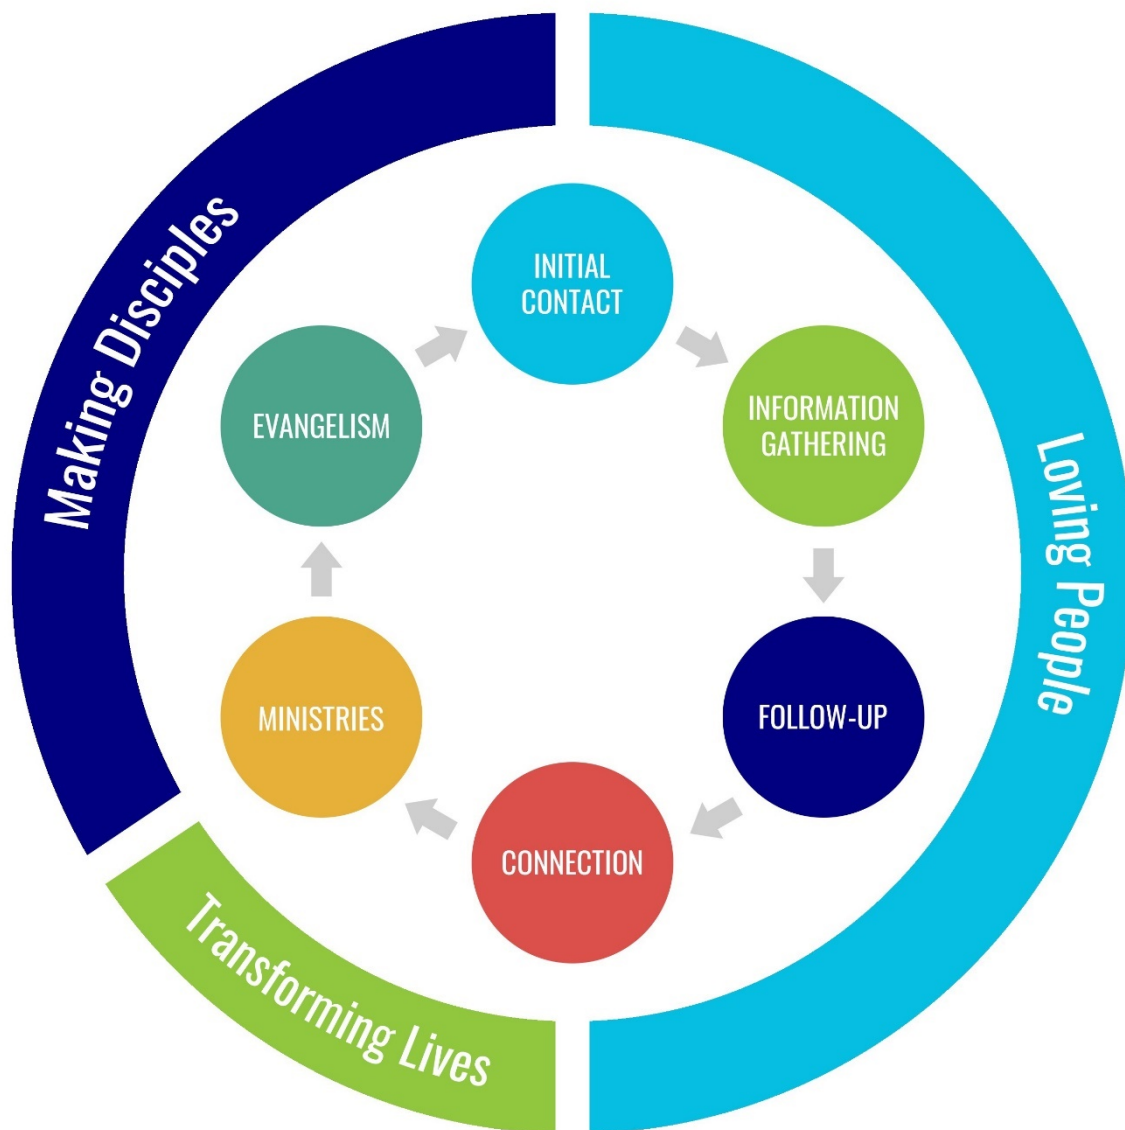 INITIAL
CONTACT
INFORMATION
GATHERING
FOLLOW-UP
CONNECTION
MINISTRIES
EVANGELISM
Loving People
Transforming Lives
Making Disciples